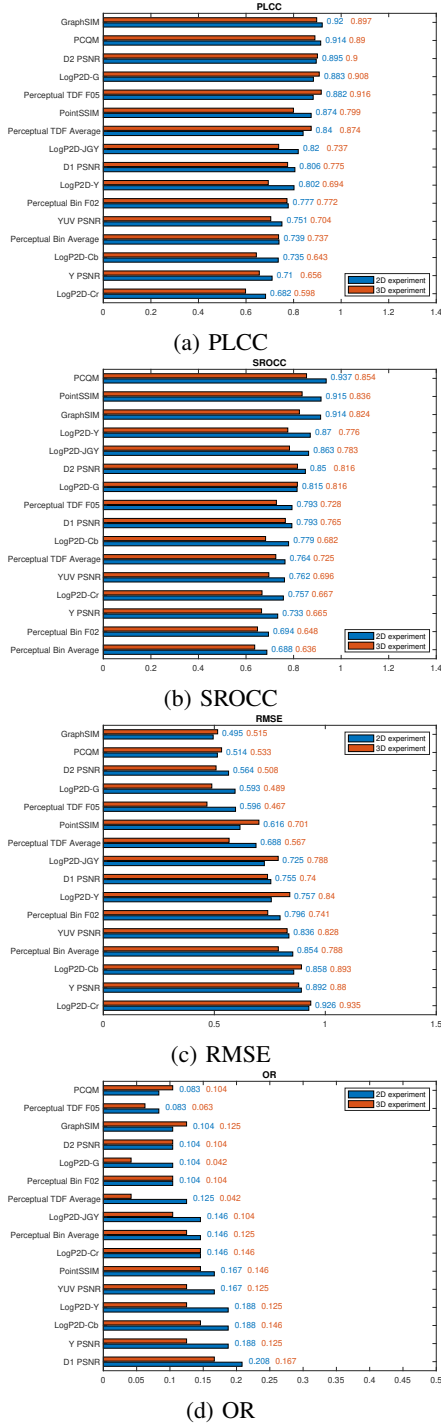 PLCC
GraphSIM 0.92 0.897
PCQM 0.914 0.89
D2 PSNR 0.895 0.9
LogP2D-G 0.883 0.908
Perceptual TDF F05 0.882 0.916
PointSSIM 0.874 0.799
Perceptual TDF Average 0.84 0.874
LogP2D-JGY 0.82 0.737
D1 PSNR 0.806 0.775
LogP2D-Y 0.802 0.694
Perceptual Bin F02 0.777 0.772
YUV PSNR 0.751 0.704
Perceptual Bin Average 0.739 0.737
LogP2D-Cb 0.735 0.643
Y PSNR 0.71 0.656
LogP2D-Cr 0.682 0.598
2D experiment
3D experiment
0 0.2 0.4 0.6 0.8 1 1.2 1.4
(a) PLCC
SROCC
PCQM 0.937 0.854
PointSSIM 0.915 0.836
GraphSIM 0.914 0.824
LogP2D-Y 0.87 0.776
LogP2D-JGY 0.863 0.783
D2 PSNR 0.85 0.816
LogP2D-G 0.815 0.816
Perceptual TDF F05 0.793 0.728
D1 PSNR 0.793 0.765
LogP2D-Cb 0.779 0.682
Perceptual TDF Average 0.764 0.725
YUV PSNR 0.762 0.696
LogP2D-Cr 0.757 0.667
Y PSNR 0.733 0.665
Perceptual Bin F02 0.694 0.648
Perceptual Bin Average 0.688 0.636
2D experiment
3D experiment
0 0.2 0.4 0.6 0.8 1 1.2 1.4
(b) SROCC
RMSE
GraphSIM 0.495 0.515
PCQM 0.514 0.533
D2 PSNR 0.564 0.508
LogP2D-G 0.593 0.489
Perceptual TDF F05 0.596 0.467
PointSSIM 0.616 0.701
Perceptual TDF Average 0.688 0.567
LogP2D-JGY 0.725 0.788
D1 PSNR 0.755 0.74
LogP2D-Y 0.757 0.84
Perceptual Bin F02 0.796 0.741
YUV PSNR 0.836 0.828
Perceptual Bin Average 0.854 0.788
LogP2D-Cb 0.858 0.893
Y PSNR 0.892 0.88
LogP2D-Cr 0.926 0.935
2D experiment
3D experiment
0 0.5 1 1.5
(c) RMSE
OR
PCQM 0.083 0.104
Perceptual TDF F05 0.083 0.063
GraphSIM 0.104 0.125
D2 PSNR 0.104 0.104
LogP2D-G 0.104 0.042
Perceptual Bin F02 0.104 0.104
Perceptual TDF Average 0.125 0.042
LogP2D-JGY 0.146 0.104
Perceptual Bin Average 0.146 0.125
LogP2D-Cr 0.146 0.146
PointSSIM 0.167 0.146
YUV PSNR 0.167 0.125
LogP2D-Y 0.188 0.125
LogP2D-Cb 0.188 0.146
Y PSNR 0.188 0.125
D1 PSNR 0.208 0.167
2D experiment
3D experiment
0 0.05 0.1 0.15 0.2 0.25 0.3 0.35 0.4 0.45 0.5
(d) OR